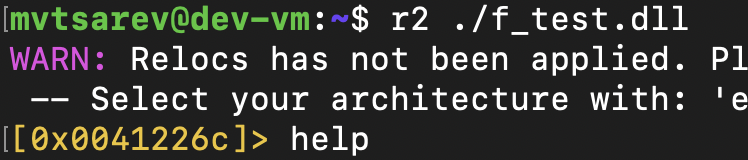 [mvtsarev@dev-vm:~$ r2 ./f_test.dll
WARN: Relocs has not been applied. Pl
 -- Select your architecture with: 'e
[[0x0041226c]> help